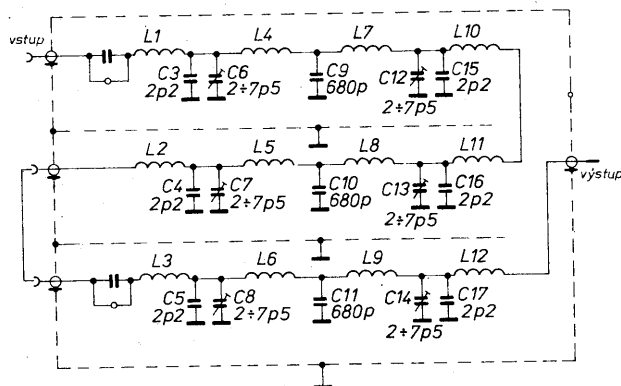 vstup
L1 L4 L7 L10
C3 2p2
C6 2÷7p5
C9 680p
C12 2÷7p5
C15 2p2
L2 L5 L8 L11
C4 2p2
C7 2÷7p5
C10 680p
C13 2÷7p5
C16 2p2
výstup
L3 L6 L9 L12
C5 2p2
C8 2÷7p5
C11 680p
C14 2÷7p5
C17 2p2